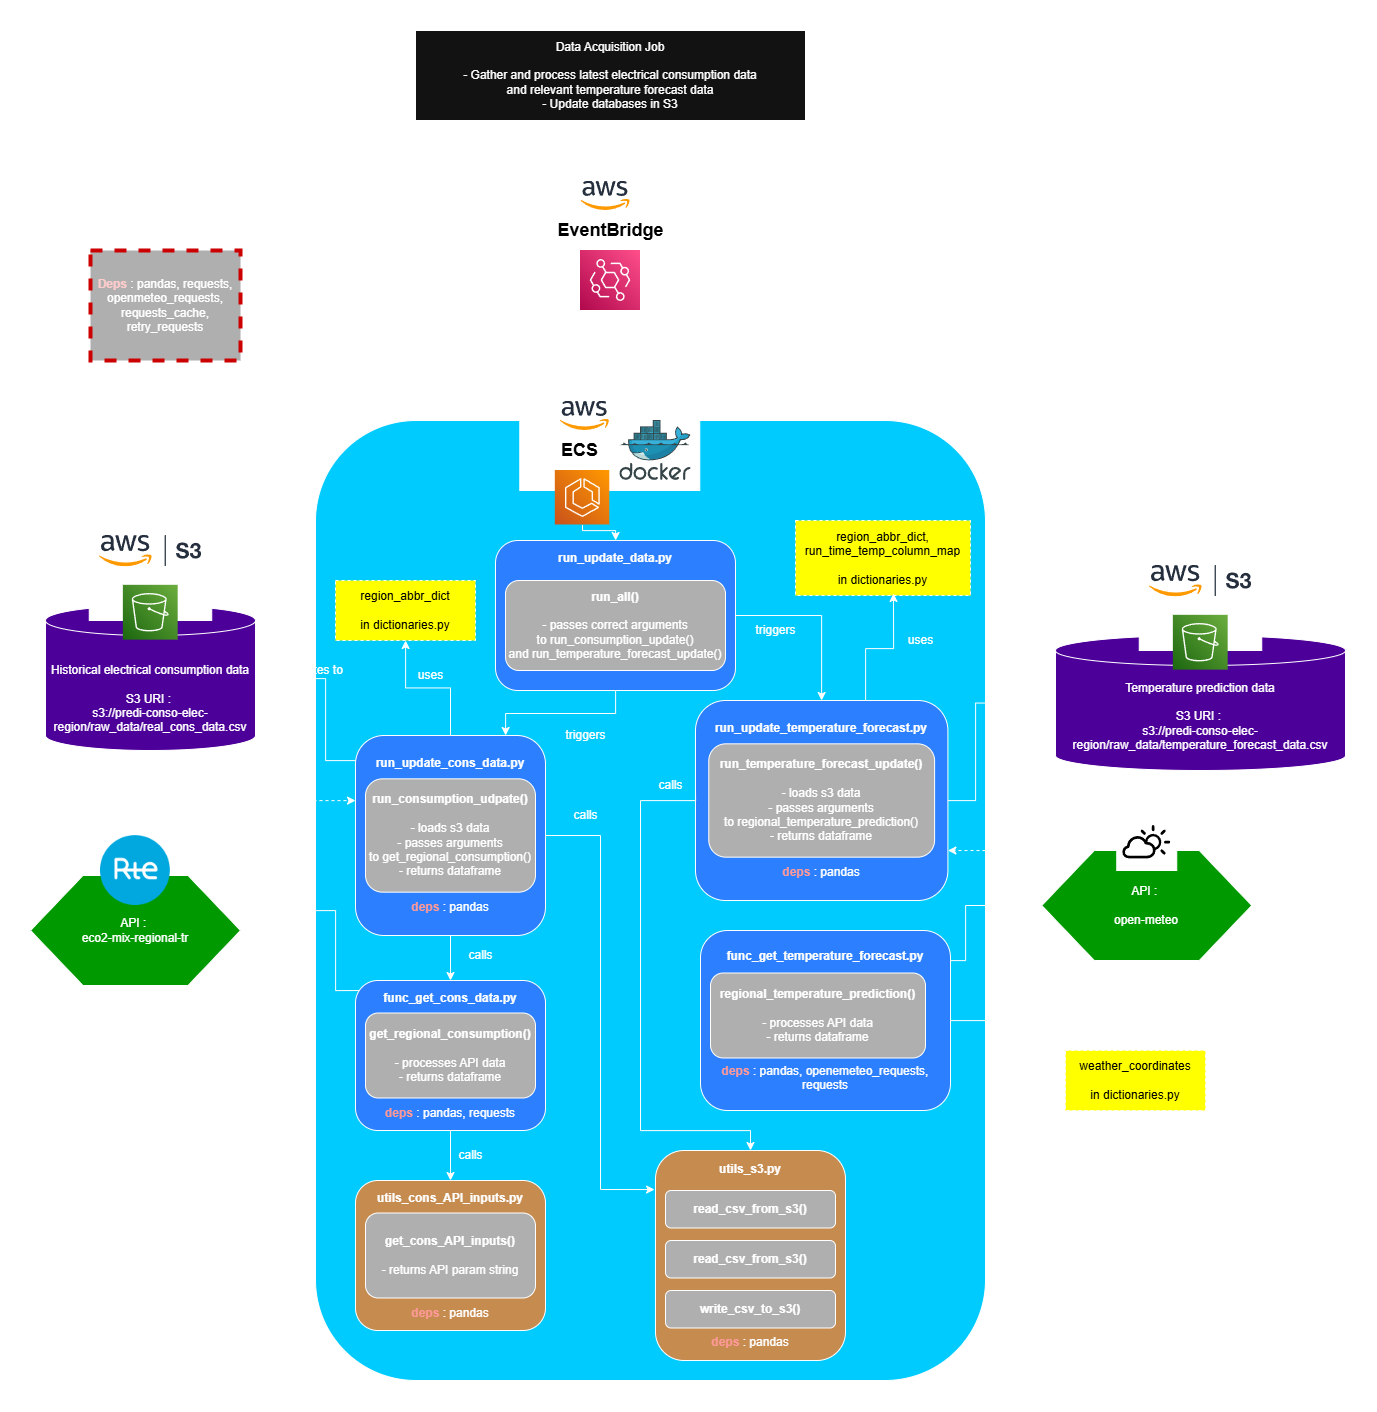 Data Acquisition Job
- Gather and process latest electrical consumption data
and relevant temperature forecast data
- Update databases in S3
aws
EventBridge
Deps : pandas, requests,
openmeteo_requests,
requests_cache,
retry_requests
aws
ECS
docker
run_update_data.py
run_all()
- passes correct arguments
to run_consumption_update()
and run_temperature_forecast_update()
region_abbr_dict,
run_time_temp_column_map
in dictionaries.py
region_abbr_dict
in dictionaries.py
triggers
uses
uses
triggers
aws | S3
Historical electrical consumption data
S3 URI :
s3://predi-conso-elec-
region/raw_data/real_cons_data.csv
to
aws | S3
Temperature prediction data
S3 URI :
s3://predi-conso-elec-
region/raw_data/temperature_forecast_data.csv
run_update_cons_data.py
run_consumption_udpate()
- loads s3 data
- passes arguments
to get_regional_consumption()
- returns dataframe
deps : pandas
calls
calls
run_update_temperature_forecast.py
run_temperature_forecast_update()
- loads s3 data
- passes arguments
to regional_temperature_prediction()
- returns dataframe
deps : pandas
Rte
API :
eco2-mix-regional-tr
API :
open-meteo
calls
func_get_cons_data.py
get_regional_consumption()
- processes API data
- returns dataframe
deps : pandas, requests
func_get_temperature_forecast.py
regional_temperature_prediction()
- processes API data
- returns dataframe
deps : pandas, openemeteo_requests,
requests
weather_coordinates
in dictionaries.py
calls
utils_cons_API_inputs.py
get_cons_API_inputs()
- returns API param string
deps : pandas
utils_s3.py
read_csv_from_s3()
read_csv_from_s3()
write_csv_to_s3()
deps : pandas